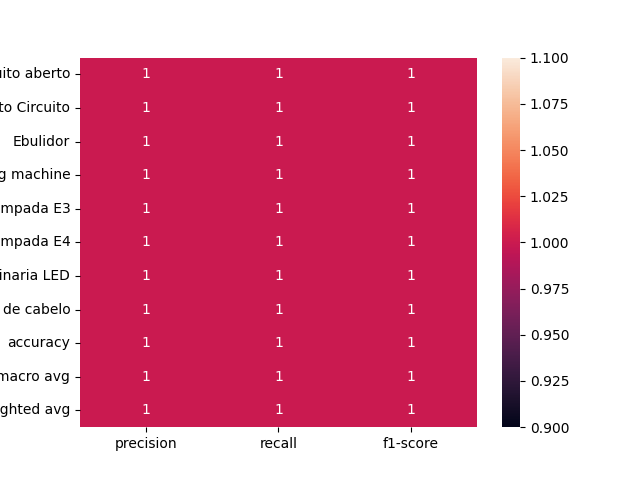 uito aberto 1 1 1
to Circuito 1 1 1
Ebulidor 1 1 1
g machine 1 1 1
mpada E3 1 1 1
mpada E4 1 1 1
inaria LED 1 1 1
de cabelo 1 1 1
accuracy 1 1 1
macro avg 1 1 1
ghted avg 1 1 1
precision recall f1-score
1.100
1.075
1.050
1.025
1.000
0.975
0.950
0.925
0.900